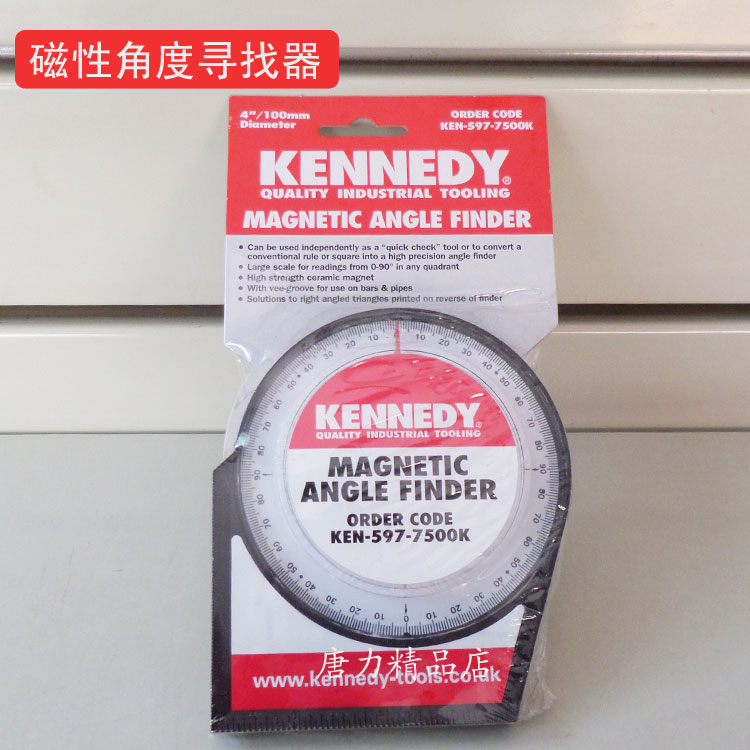 磁性角度寻找器
4"/100mm
Diameter
ORDER CODE
KEN-597-7500K
KENNEDY®
QUALITY INDUSTRIAL TOOLING
MAGNETIC ANGLE FINDER
• Can be used independently as a "quick check" tool or to convert a
conventional rule or square into a high precision angle finder
• Large scale for readings from 0-90° in any quadrant
• High strength ceramic magnet
• With vee-groove for use on bars & pipes
• Solutions to right angled triangles printed on reverse of finder
KENNEDY®
QUALITY INDUSTRIAL TOOLING
MAGNETIC
ANGLE FINDER
ORDER CODE
KEN-597-7500K
唐力精品店
www.kennedy-tools.co.uk